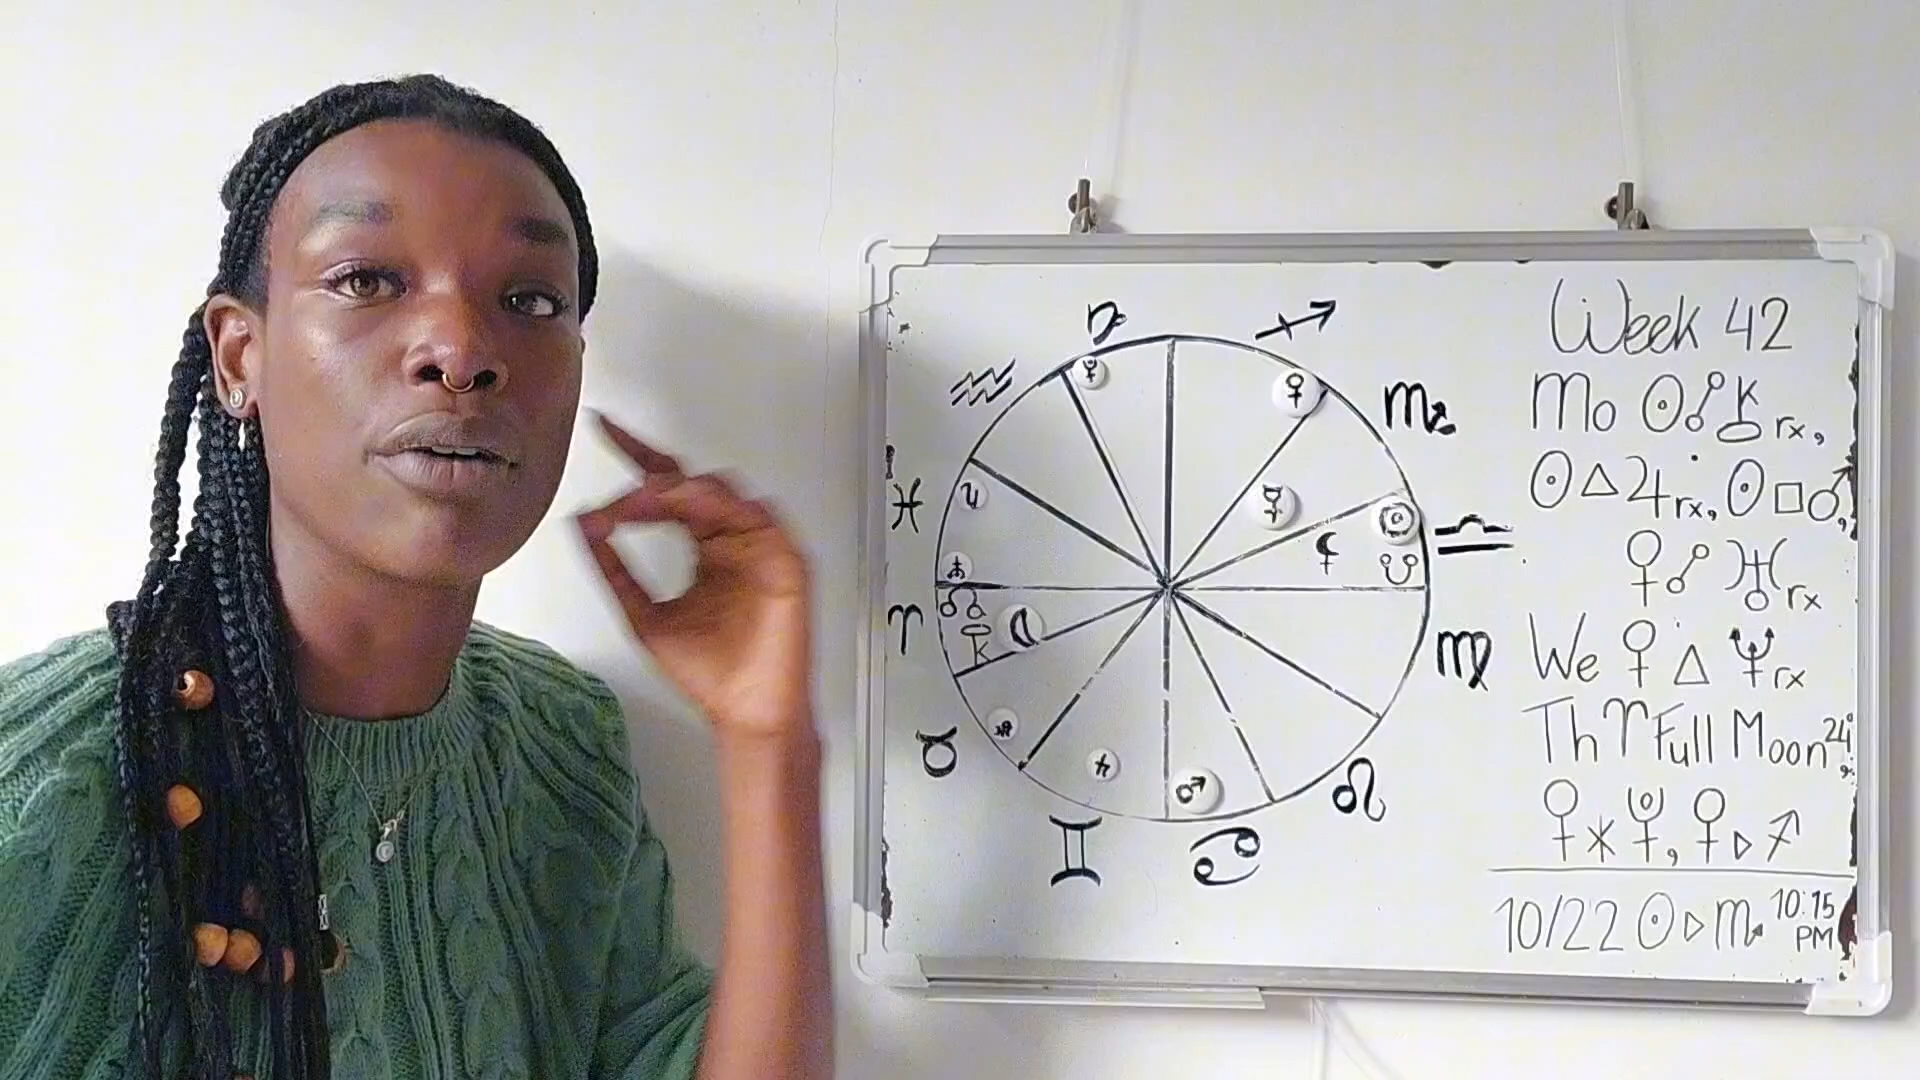 Week 42
Mo ☉☍⚷ rx,
☉△♃rx, ☉□♂,
♀☍♅rx
We ♀△♆rx
Th ♈Full Moon 24°,
♀⚹⯓, ♀▷♐
10/22 ☉▷♏ 10:15 PM
♑ ♐
♒ ♏
♓ ♎
♈ ♍
♉ ♌
♊ ♋